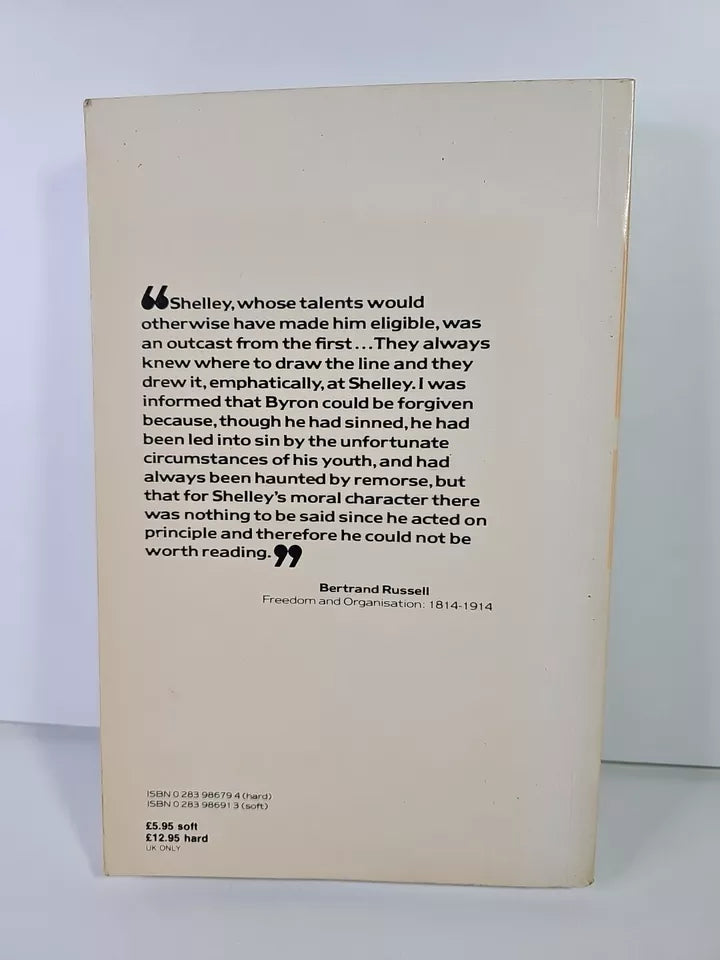 “Shelley, whose talents would
otherwise have made him eligible, was
an outcast from the first...They always
knew where to draw the line and they
drew it, emphatically, at Shelley. I was
informed that Byron could be forgiven
because, though he had sinned, he had
been led into sin by the unfortunate
circumstances of his youth, and had
always been haunted by remorse, but
that for Shelley's moral character there
was nothing to be said since he acted on
principle and therefore he could not be
worth reading.”
Bertrand Russell
Freedom and Organisation: 1814-1914
ISBN 0 283 98679 4 (hard)
ISBN 0 283 98691 3 (soft)
£5.95 soft
£12.95 hard
UK ONLY